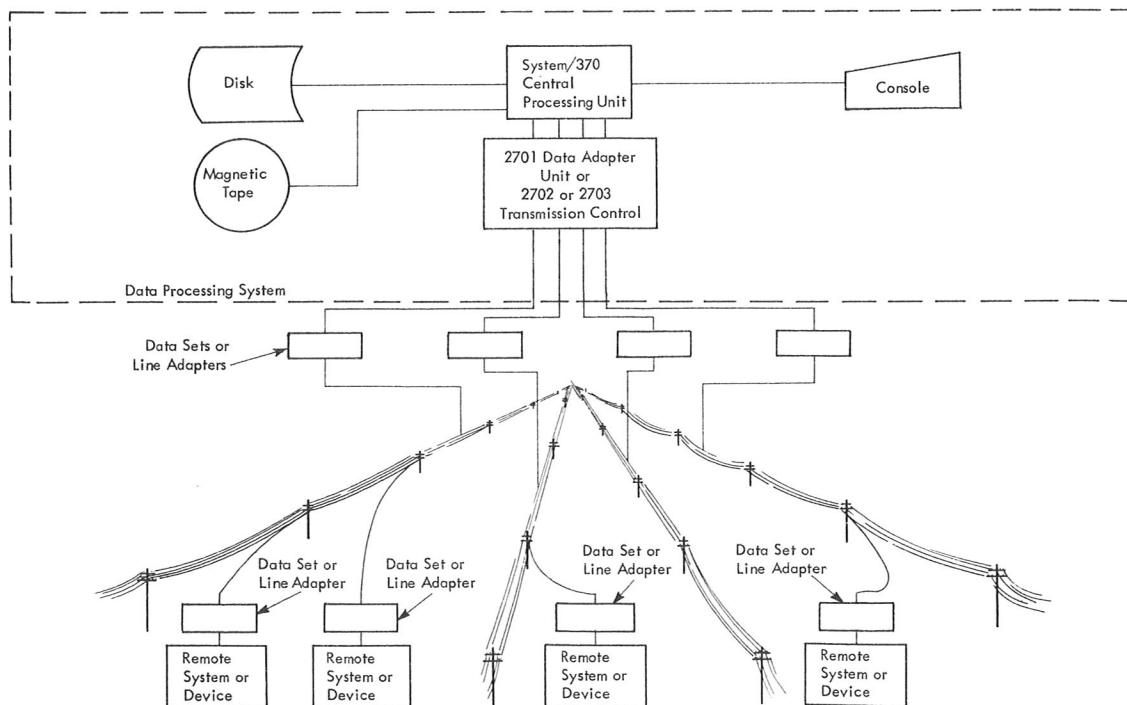 Disk
System/370
Central
Processing Unit
Console
Magnetic
Tape
2701 Data Adapter
Unit or
2702 or 2703
Transmission Control
Data Processing System
Data Sets or
Line Adapters
Data Set or
Line Adapter
Data Set or
Line Adapter
Data Set or
Line Adapter
Data Set or
Line Adapter
Remote
System or
Device
Remote
System or
Device
Remote
System or
Device
Remote
System or
Device